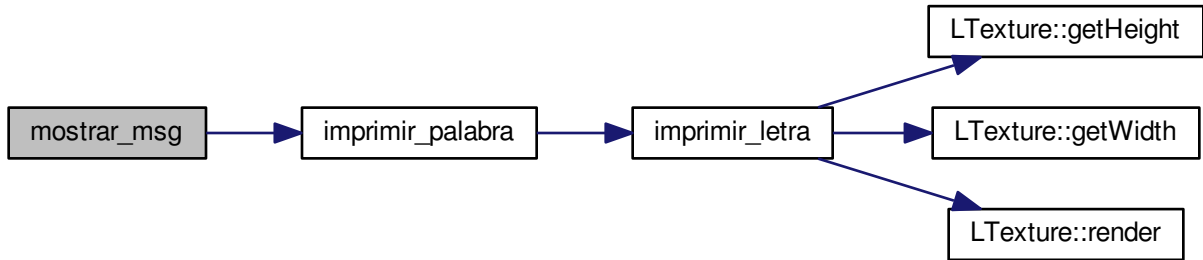 mostrar_msg
imprimir_palabra
imprimir_letra
LTexture::getHeight
LTexture::getWidth
LTexture::render